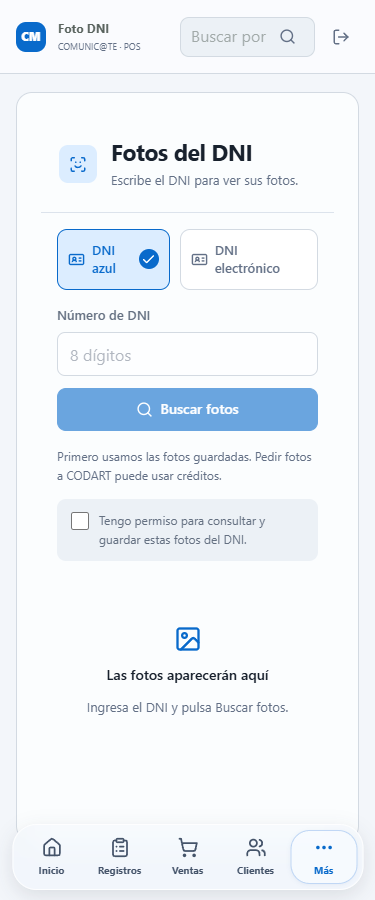 CM
Foto DNI
COMUNIC@TE · POS
Buscar por
Fotos del DNI
Escribe el DNI para ver sus fotos.
DNI
azul
DNI
electrónico
Número de DNI
8 dígitos
Buscar fotos
Primero usamos las fotos guardadas. Pedir fotos
a CODART puede usar créditos.
Tengo permiso para consultar y
guardar estas fotos del DNI.
Las fotos aparecerán aquí
Ingresa el DNI y pulsa Buscar fotos.
Inicio
Registros
Ventas
Clientes
Más